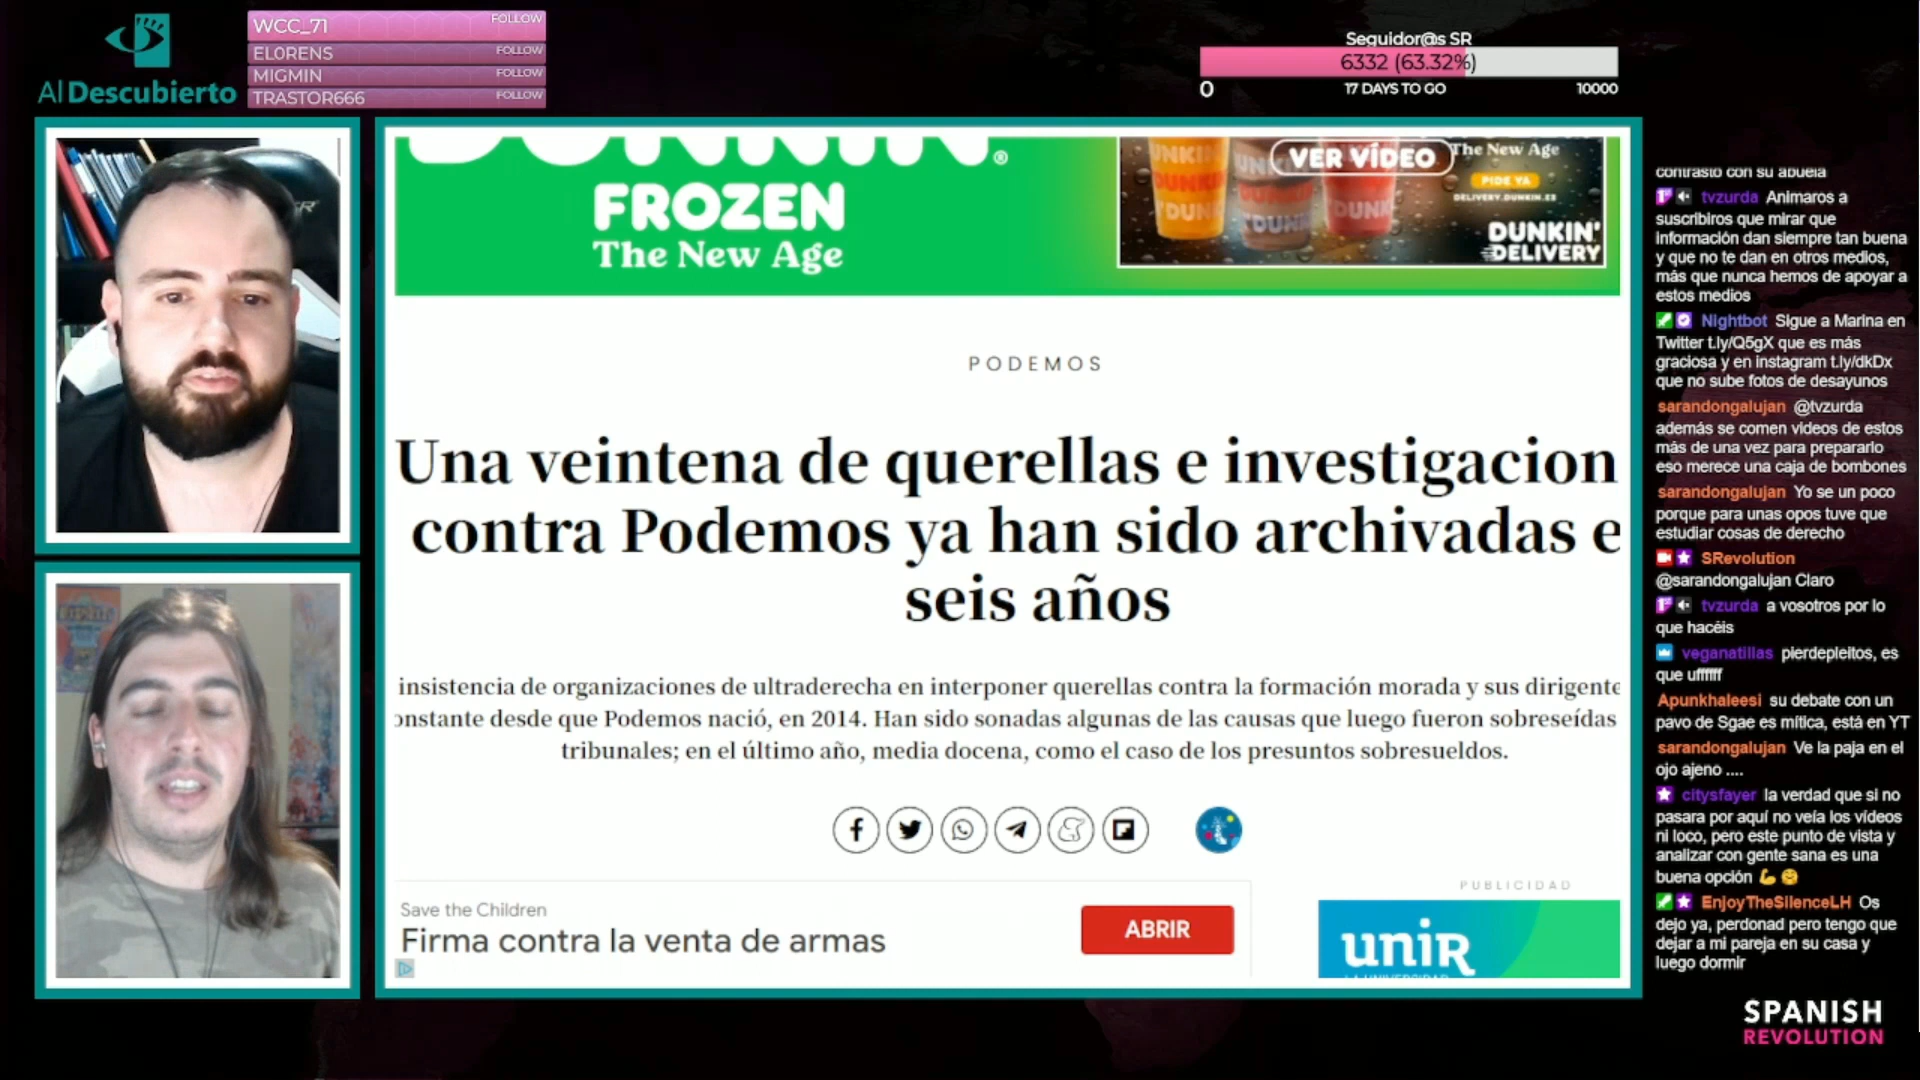 Al Descubierto
WCC_71 FOLLOW
EL0RENS FOLLOW
MIGMIN FOLLOW
TRASTOR666 FOLLOW
Seguidor@s SR
6332 (63.32%)
0 17 DAYS TO GO 10000
DUNKIN®
FROZEN
The New Age
VER VÍDEO
The New Age
PIDE YA
DELIVERY.DUNKIN.ES
DUNKIN'
DELIVERY
PODEMOS
Una veintena de querellas e investigacion
contra Podemos ya han sido archivadas e
seis años
insistencia de organizaciones de ultraderecha en interponer querellas contra la formación morada y sus dirigente
onstante desde que Podemos nació, en 2014. Han sido sonadas algunas de las causas que luego fueron sobreseídas
tribunales; en el último año, media docena, como el caso de los presuntos sobresueldos.
Save the Children
Firma contra la venta de armas
ABRIR
PUBLICIDAD
unir
LA UNIVERSIDAD
contrasto con su abuela
tvzurda Animaros a
suscribiros que mirar que
información dan siempre tan buena
y que no te dan en otros medios,
más que nunca hemos de apoyar a
estos medios
Nightbot Sigue a Marina en
Twitter t.ly/Q5gX que es más
graciosa y en instagram t.ly/dkDx
que no sube fotos de desayunos
sarandongalujan @tvzurda
además se comen videos de estos
más de una vez para prepararlo
eso merece una caja de bombones
sarandongalujan Yo se un poco
porque para unas opos tuve que
estudiar cosas de derecho
SRevolution
@sarandongalujan Claro
tvzurda a vosotros por lo
que hacéis
veganatillas pierdepleitos, es
que uffffff
Apunkhaleesi su debate con un
pavo de Sgae es mítica, está en YT
sarandongalujan Ve la paja en el
ojo ajeno ....
citysfayer la verdad que si no
pasara por aquí no veía los vídeos
ni loco, pero este punto de vista y
analizar con gente sana es una
buena opción 💪🤗
EnjoyTheSilenceLH Os
dejo ya, perdonad pero tengo que
dejar a mi pareja en su casa y
luego dormir
SPANISH
REVOLUTION